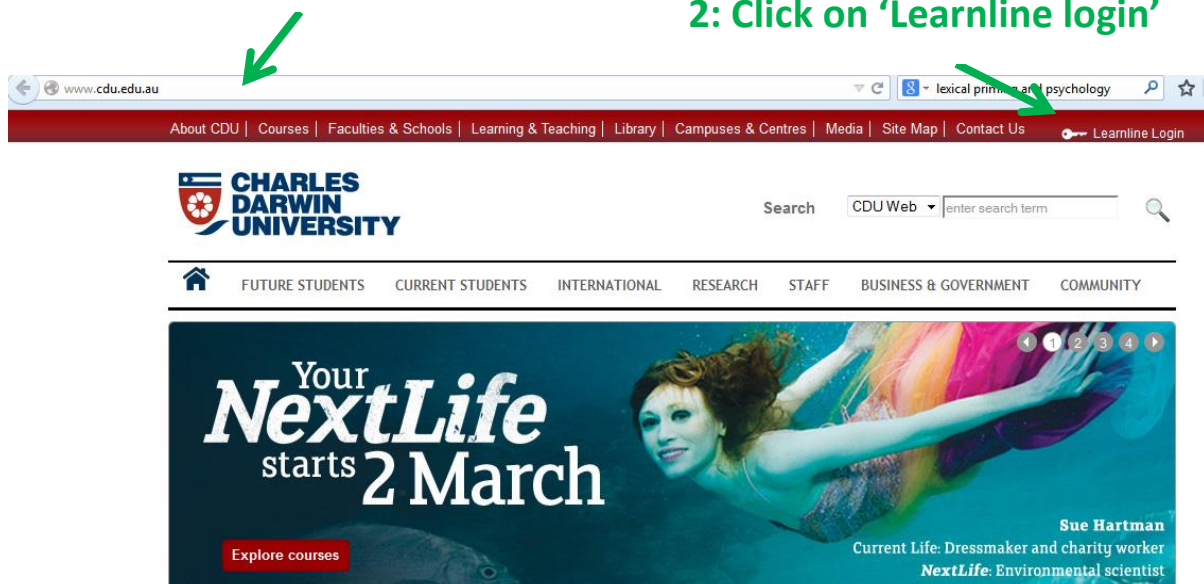 2: Click on ‘Learnline login’
www.cdu.edu.au
lexical priming and psychology
About CDU | Courses | Faculties & Schools | Learning & Teaching | Library | Campuses & Centres | Media | Site Map | Contact Us
Learnline Login
CHARLES
DARWIN
UNIVERSITY
Search
CDU Web
enter search term
FUTURE STUDENTS CURRENT STUDENTS INTERNATIONAL RESEARCH STAFF BUSINESS & GOVERNMENT COMMUNITY
1 2 3 4
Your
NextLife
starts 2 March
Explore courses
Sue Hartman
Current Life: Dressmaker and charity worker
NextLife: Environmental scientist